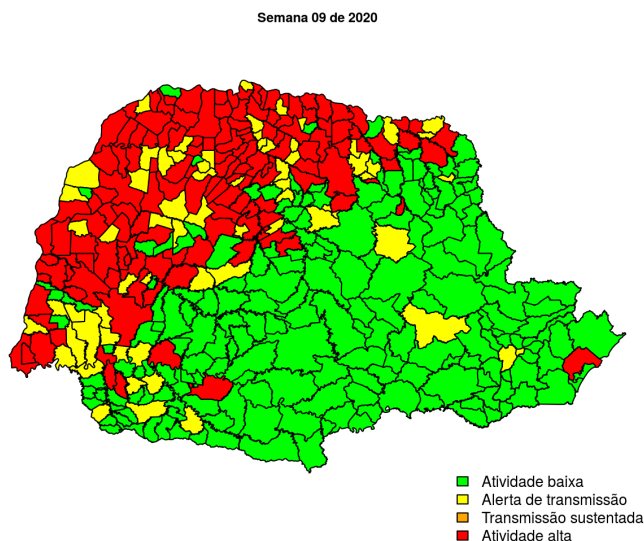 Semana 09 de 2020
Atividade baixa
Alerta de transmissão
Transmissão sustentada
Atividade alta